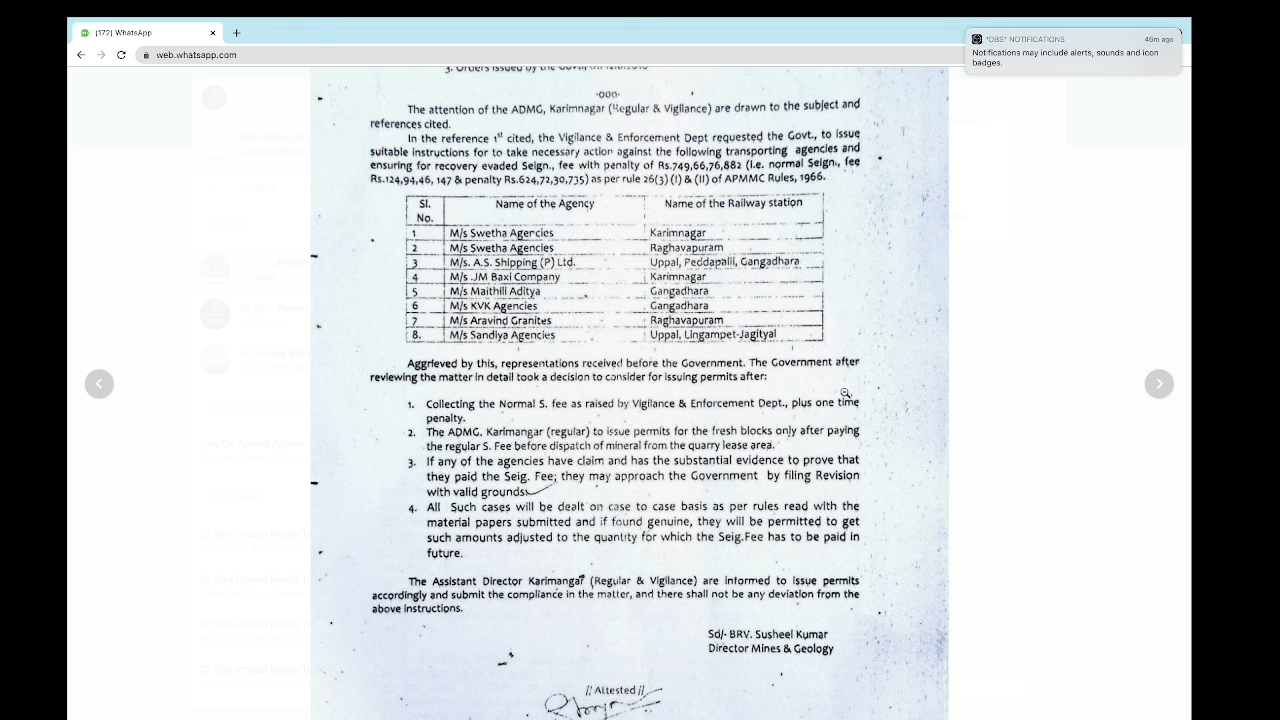 (172) WhatsApp
web.whatsapp.com
"OBS" NOTIFICATIONS
46m ago
Notifications may include alerts, sounds and icon
badges.
3. Orders issued by the Govt.,
-000-
The attention of the ADMG, Karimnagar (Regular & Vigilance) are drawn to the subject and
references cited.
In the reference 1st cited, the Vigilance & Enforcement Dept requested the Govt., to issue
suitable instructions for to take necessary action against the following transporting agencies and
ensuring for recovery evaded Seign., fee with penalty of Rs.749,66,76,882 (i.e. normal Seign., fee
Rs.124,94,46, 147 & penalty Rs.624,72,30,735) as per rule 26(3) (I) & (II) of APMMC Rules, 1966.
Sl. No. Name of the Agency Name of the Railway station
1 M/s Swetha Agencies Karimnagar
2 M/s Swetha Agencies Raghavapuram
3 M/s. A.S. Shipping (P) Ltd. Uppal, Peddapalli, Gangadhara
4 M/s .JM Baxi Company Karimnagar
5 M/s Maithili Aditya Gangadhara
6 M/s KVK Agencies Gangadhara
7 M/s Aravind Granites Raghavapuram
8. M/s Sandiya Agencies Uppal, Lingampet-Jagityal
Aggrieved by this, representations received before the Government. The Government after
reviewing the matter in detail took a decision to consider for issuing permits after:
1. Collecting the Normal S. fee as raised by Vigilance & Enforcement Dept., plus one time
penalty.
2. The ADMG. Karimangar (regular) to issue permits for the fresh blocks only after paying
the regular S. Fee before dispatch of mineral from the quarry lease area.
3. If any of the agencies have claim and has the substantial evidence to prove that
they paid the Seig. Fee; they may approach the Government by filing Revision
with valid grounds.
4. All Such cases will be dealt on case to case basis as per rules read with the
material papers submitted and if found genuine, they will be permitted to get
such amounts adjusted to the quantity for which the Seig.Fee has to be paid in
future.
The Assistant Director Karimangar (Regular & Vigilance) are informed to issue permits
accordingly and submit the compliance in the matter, and there shall not be any deviation from the
above instructions.
Sd/- BRV. Susheel Kumar
Director Mines & Geology
// Attested //